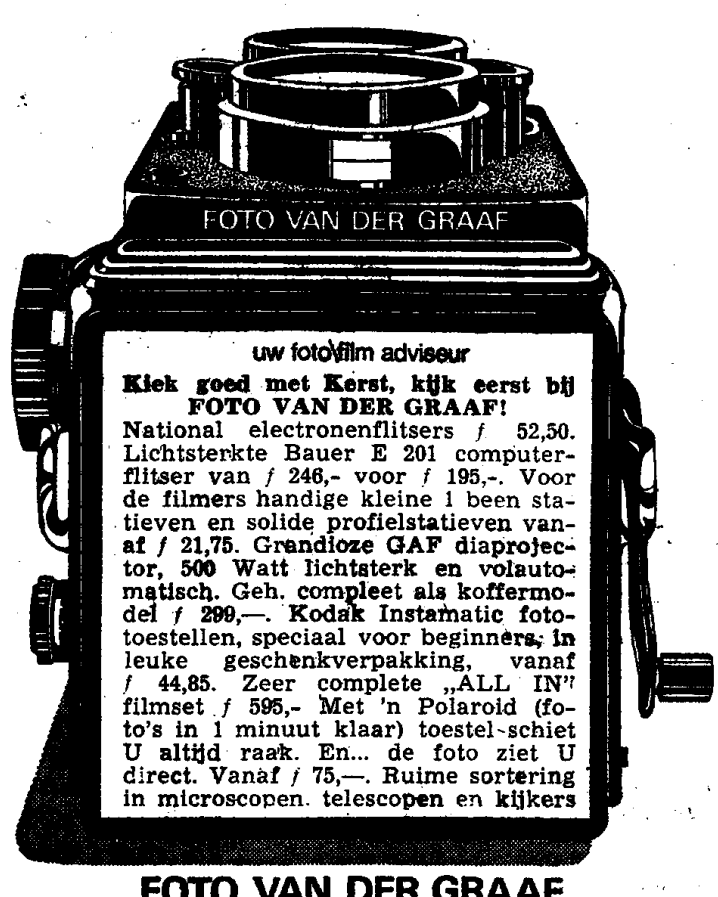 FOTO VAN DER GRAAF
uw foto\film adviseur
Kiek goed met Kerst, kijk eerst bij
FOTO VAN DER GRAAF!
National electronenflitsers ƒ 52,50.
Lichtsterkte Bauer E 201 computer-
flitser van ƒ 246,- voor ƒ 195,-. Voor
de filmers handige kleine 1 been sta-
tieven en solide profielstatieven van-
af ƒ 21,75. Grandioze GAF diaprojec-
tor, 500 Watt lichtsterk en volauto-
matisch. Geh. compleet als koffermo-
del ƒ 299,—. Kodak Instamatic foto-
toestellen, speciaal voor beginners, in
leuke geschenkverpakking, vanaf
ƒ 44,85. Zeer complete „ALL IN"
filmset ƒ 595,- Met 'n Polaroid (fo-
to's in 1 minuut klaar) toestel schiet
U altijd raak. En... de foto ziet U
direct. Vanaf ƒ 75,—. Ruime sortering
in microscopen, telescopen en kijkers
FOTO VAN DER GRAAF